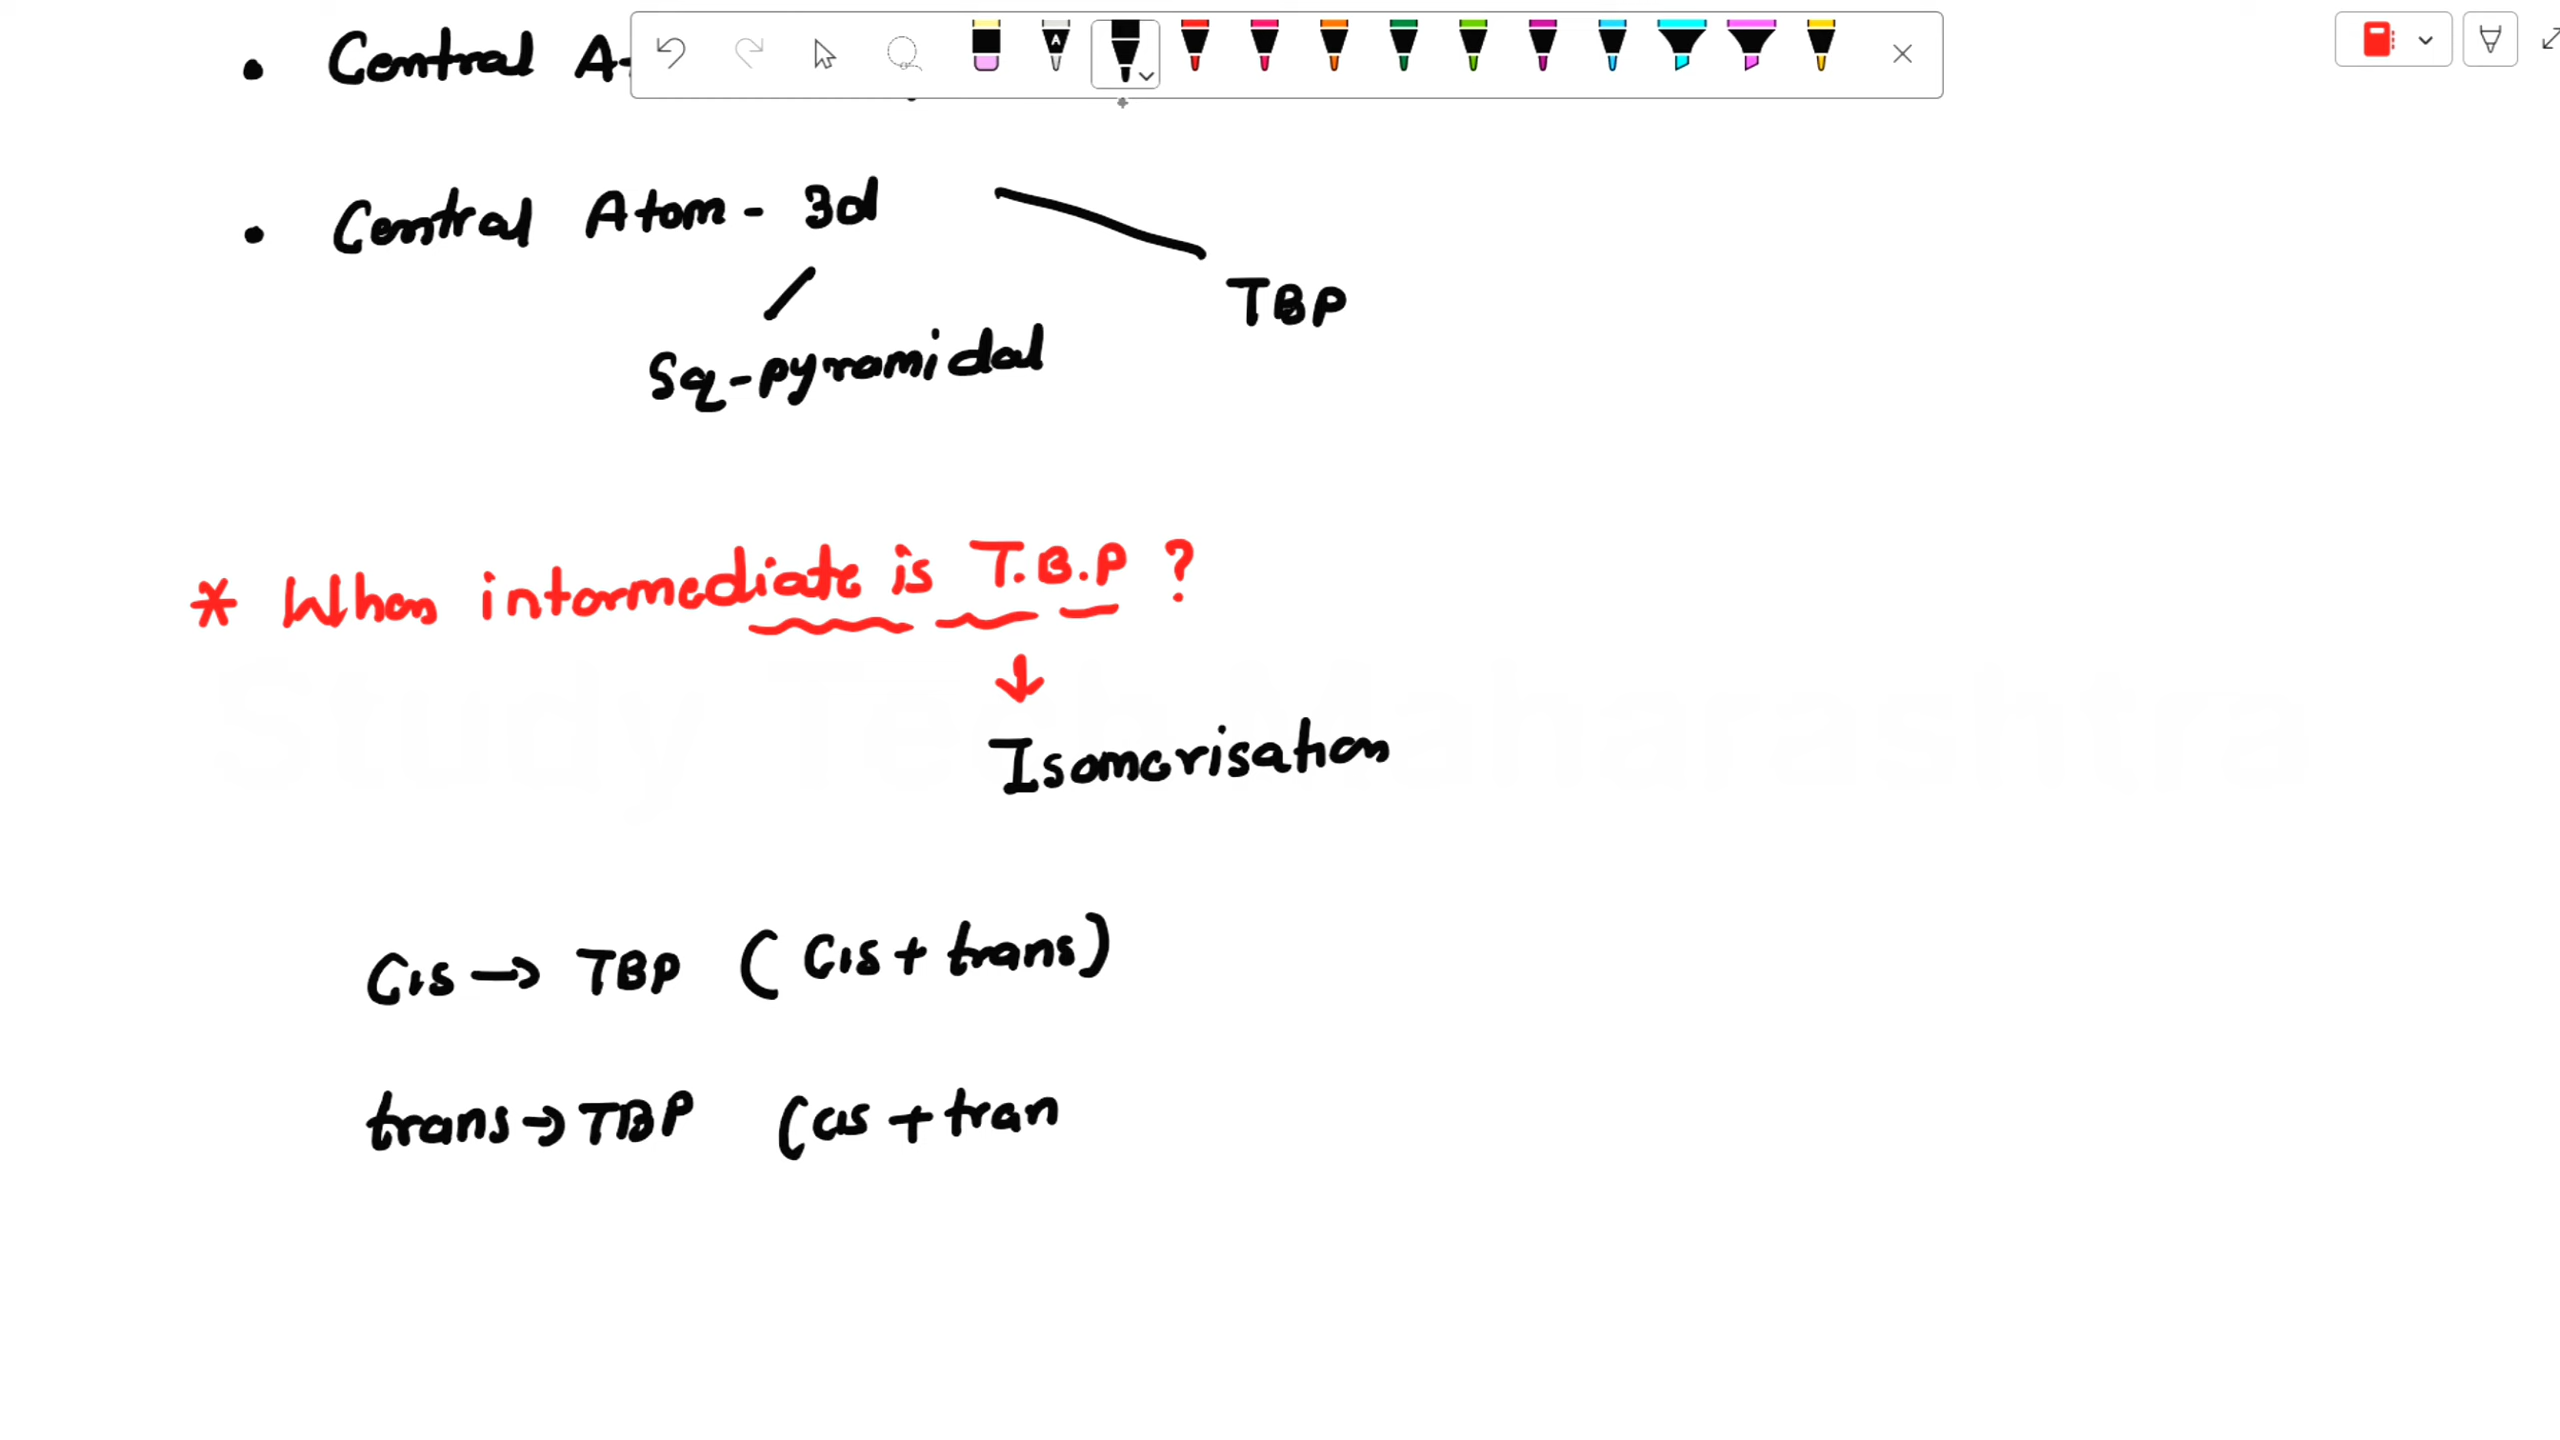 • Central A
• Central Atom - 3d
TBP
Sq-pyramidal
* When intermediate is T.B.P ?
↓
Isomerisation
Cis → TBP ( Cis + trans)
trans → TBP (cis + tran